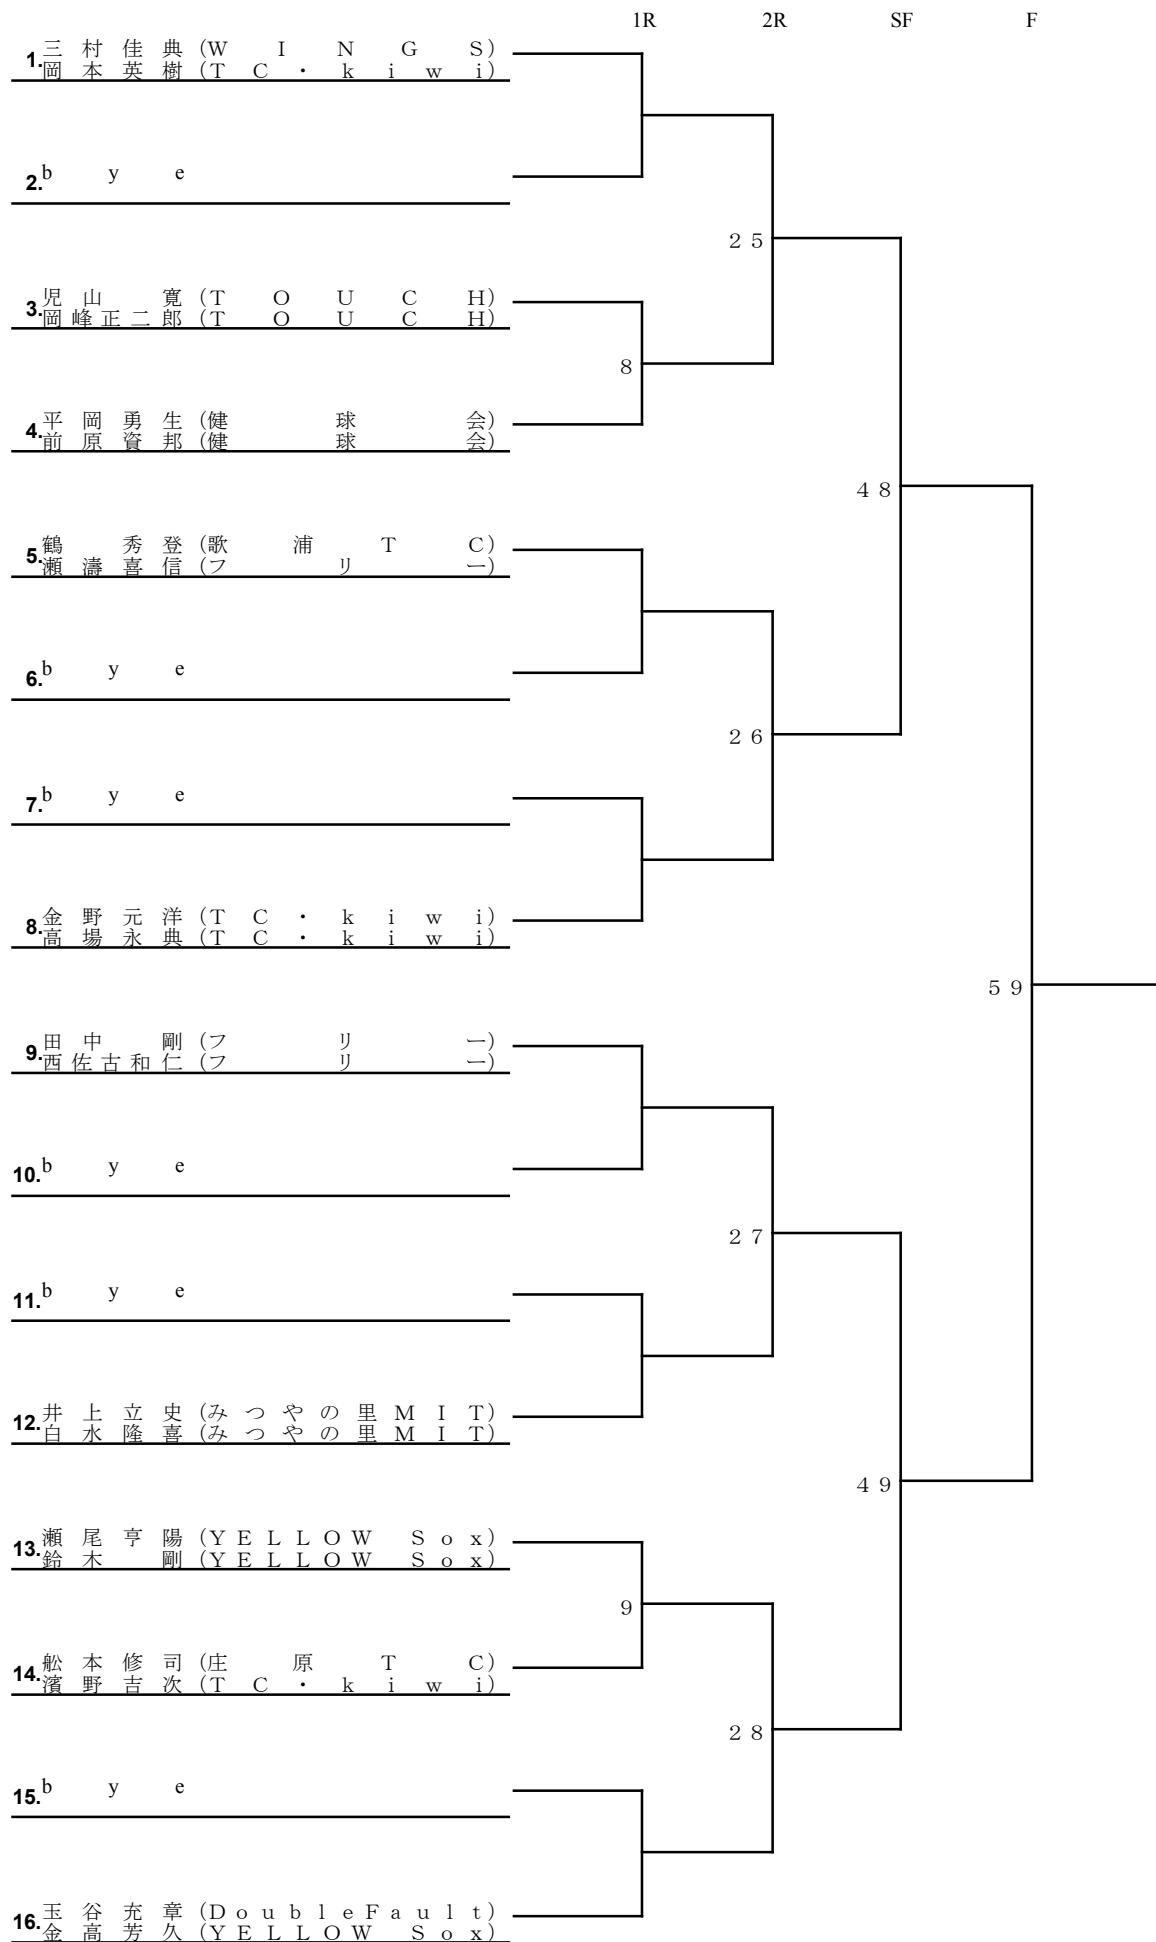 1R 2R SF F
1. 三村佳典(WINGS)
岡本英樹(TC・kiwi)
2. bye
25
3. 児山 寛(TOUCH)
岡峰正二郎(TOUCH)
8
4. 平岡勇生(健球会)
前原資邦(健球会)
48
5. 鶴 秀登(歌浦TC)
瀬濤喜信(フリー)
6. bye
26
7. bye
8. 金野元洋(TC・kiwi)
高場永典(TC・kiwi)
59
9. 田中 剛(フリー)
西佐古和仁(フリー)
10. bye
27
11. bye
12. 井上立史(みつやの里MIT)
白水隆喜(みつやの里MIT)
49
13. 瀬尾亨陽(YELLOW Sox)
鈴木 剛(YELLOW Sox)
9
14. 舩本修司(庄原TC)
濱野吉次(TC・kiwi)
28
15. bye
16. 玉谷充章(DoubleFault)
金高芳久(YELLOW Sox)